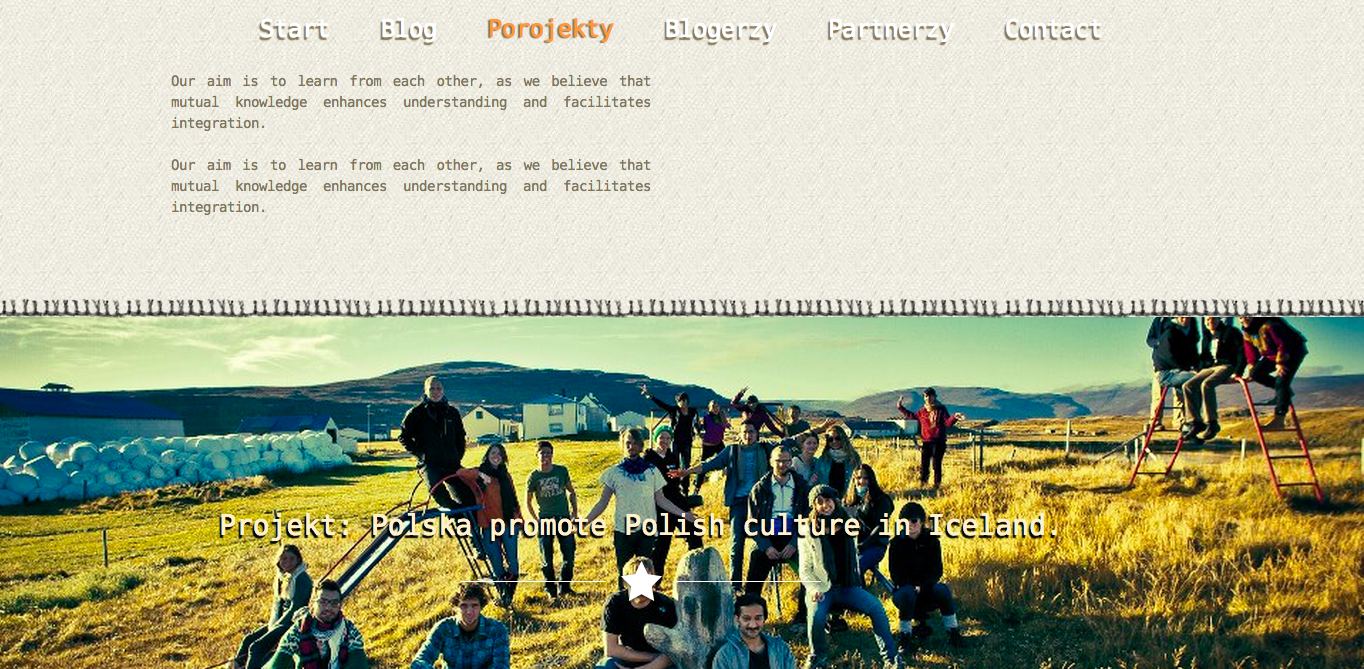 Start Blog Porojekty Blogerzy Partnerzy Contact
Our aim is to learn from each other, as we believe that
mutual knowledge enhances understanding and facilitates
integration.
Our aim is to learn from each other, as we believe that
mutual knowledge enhances understanding and facilitates
integration.
Projekt: Polska promote Polish culture in Iceland.